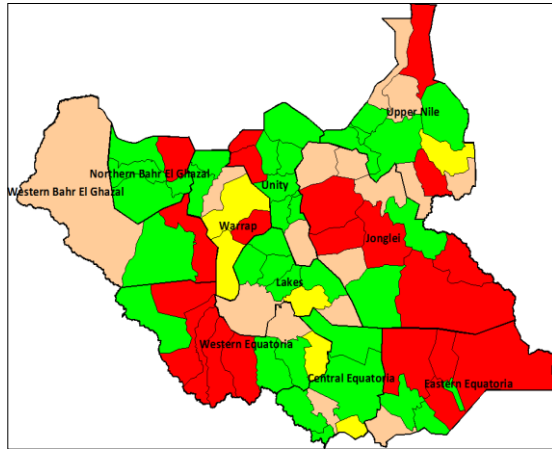 Upper Nile
Northern Bahr El Ghazal
Western Bahr El Ghazal
Unity
Warrap
Jonglei
Lakes
Western Equatoria
Central Equatoria
Eastern Equatoria